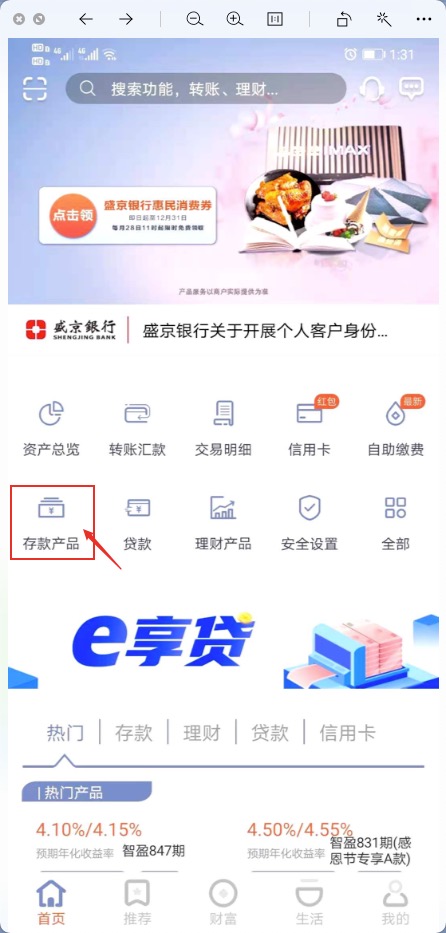 HD 4G 4G HD 1:31
搜索功能，转账、理财...
IMAX
点击领
盛京银行惠民消费券
即日起至12月31日
每月28日11时起限时免费领取
产品服务以商户实际提供为准
盛京银行
SHENGJING BANK
盛京银行关于开展个人客户身份...
红包 最新
资产总览 转账汇款 交易明细 信用卡 自助缴费
存款产品 贷款 理财产品 安全设置 全部
e享贷
热门 存款 理财 贷款 信用卡
热门产品
4.10%/4.15% 4.50%/4.55%
预期年化收益率 智盈847期 预期年化收益率 智盈831期(感
恩节专享A款)
首页 推荐 财富 生活 我的